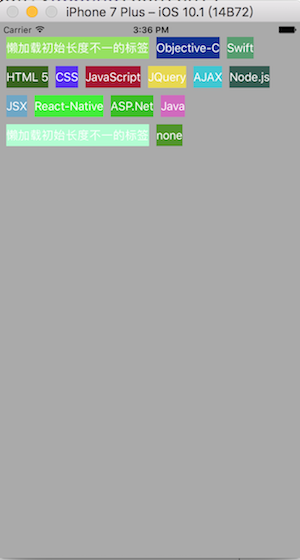 iPhone 7 Plus – iOS 10.1 (14B72)
Carrier 3:36 PM
懒加载初始长度不一的标签 Objective-C Swift
HTML 5 CSS JavaScript JQuery AJAX Node.js
JSX React-Native ASP.Net Java
懒加载初始长度不一的标签 none